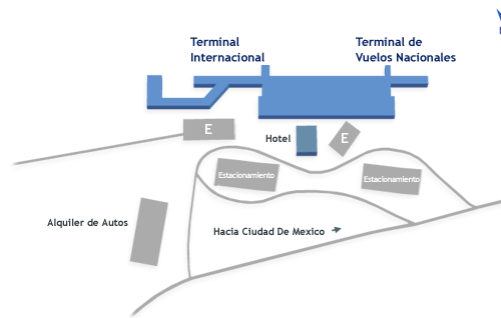 Terminal
Internacional
Terminal de
Vuelos Nacionales
E
Hotel
E
Estacionamiento
Estacionamiento
Alquiler de Autos
Hacia Ciudad De Mexico